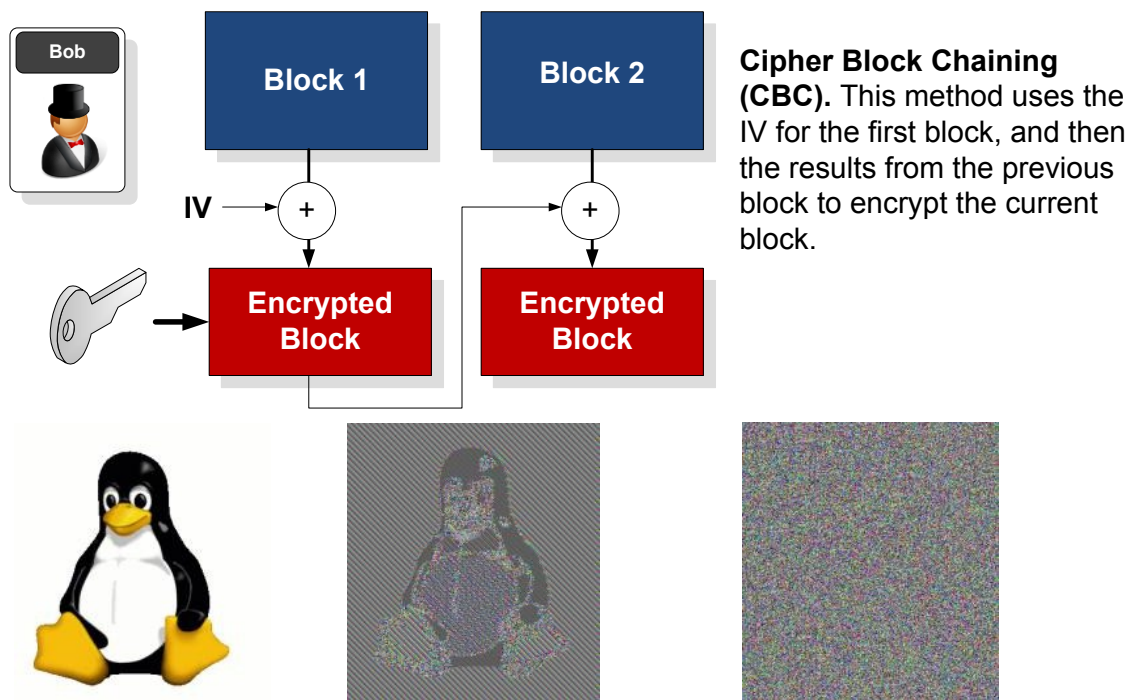 Bob
Block 1
Block 2
Cipher Block Chaining
(CBC). This method uses the
IV for the first block, and then
the results from the previous
block to encrypt the current
block.
IV
+
+
Encrypted
Block
Encrypted
Block